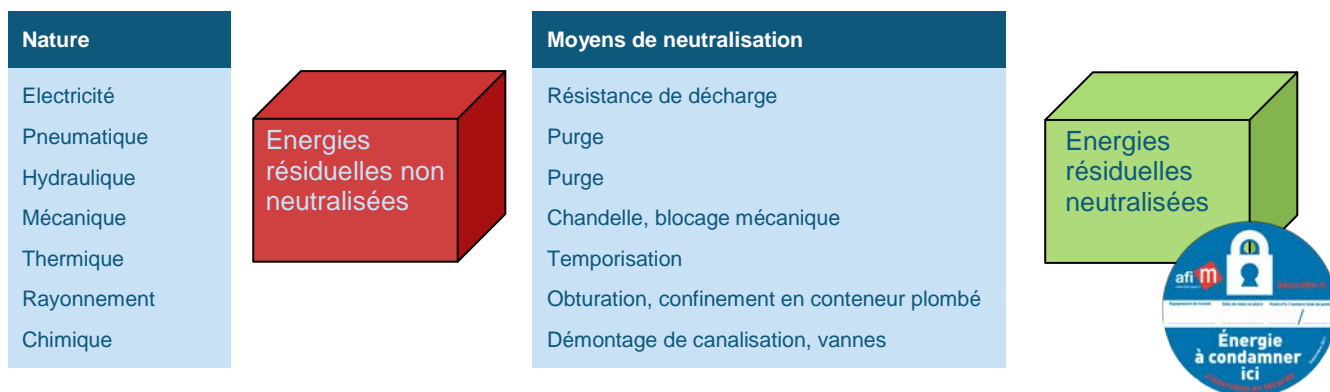 Nature
Electricité
Pneumatique
Hydraulique
Mécanique
Thermique
Rayonnement
Chimique
Energies
résiduelles non
neutralisées
Moyens de neutralisation
Résistance de décharge
Purge
Purge
Chandelle, blocage mécanique
Temporisation
Obturation, confinement en conteneur plombé
Démontage de canalisation, vannes
Energies
résiduelles
neutralisées
afim
Énergie
à condamner
ici